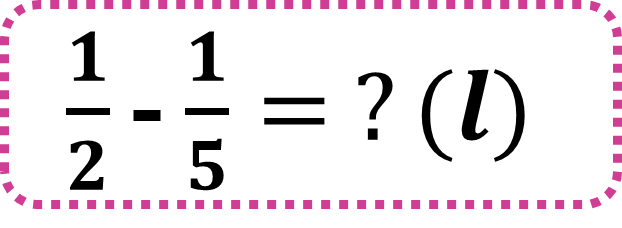 1/2 - 1/5 = ? (l)